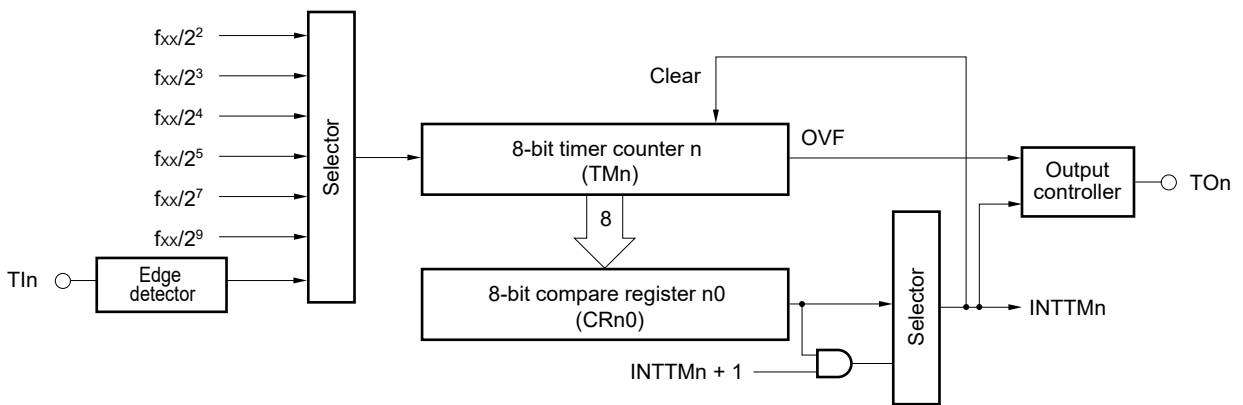 fxx/2²
fxx/2³
fxx/2⁴
fxx/2⁵
fxx/2⁷
fxx/2⁹
TIn
Edge
detector
Selector
Clear
8-bit timer counter n
(TMn)
OVF
8
8-bit compare register n0
(CRn0)
INTTMn + 1
Selector
Output
controller
TOn
INTTMn